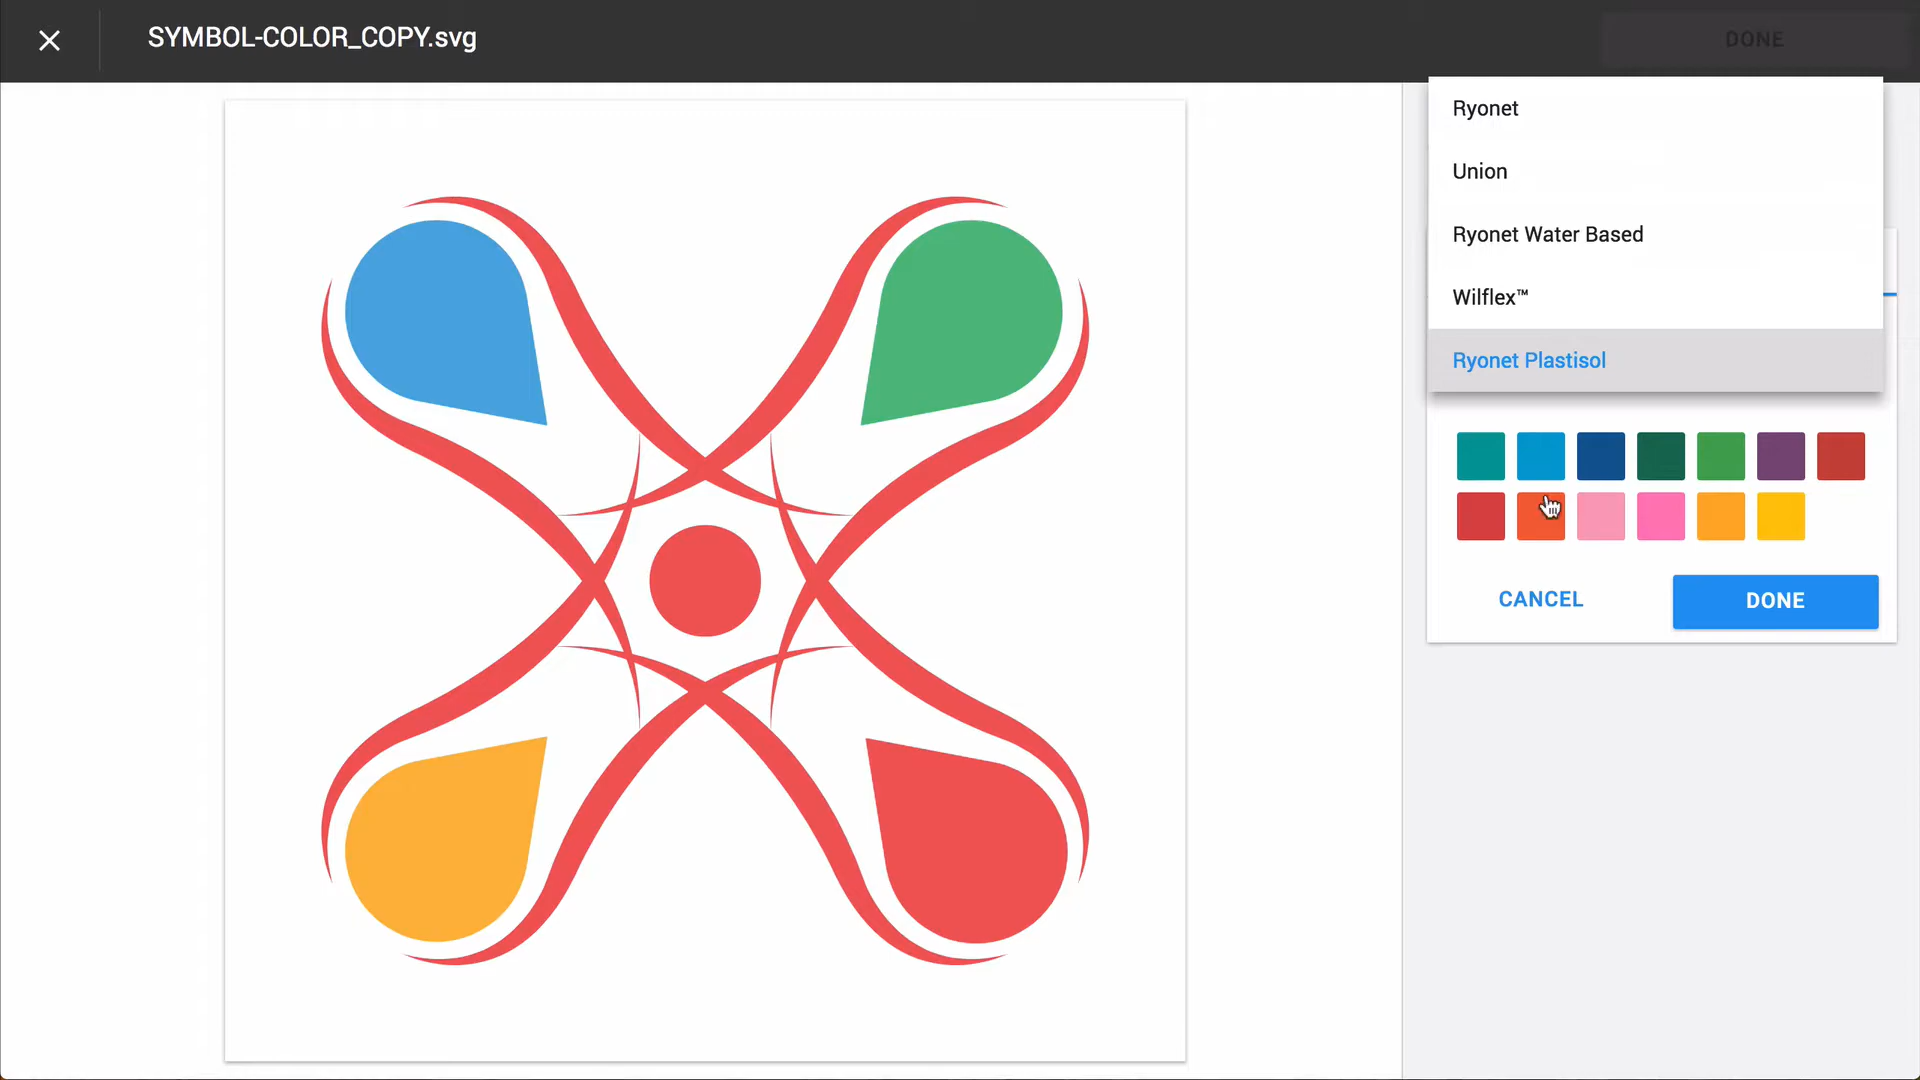 SYMBOL-COLOR_COPY.svg
DONE
Ryonet
Union
Ryonet Water Based
Wilflex™
Ryonet Plastisol
CANCEL
DONE